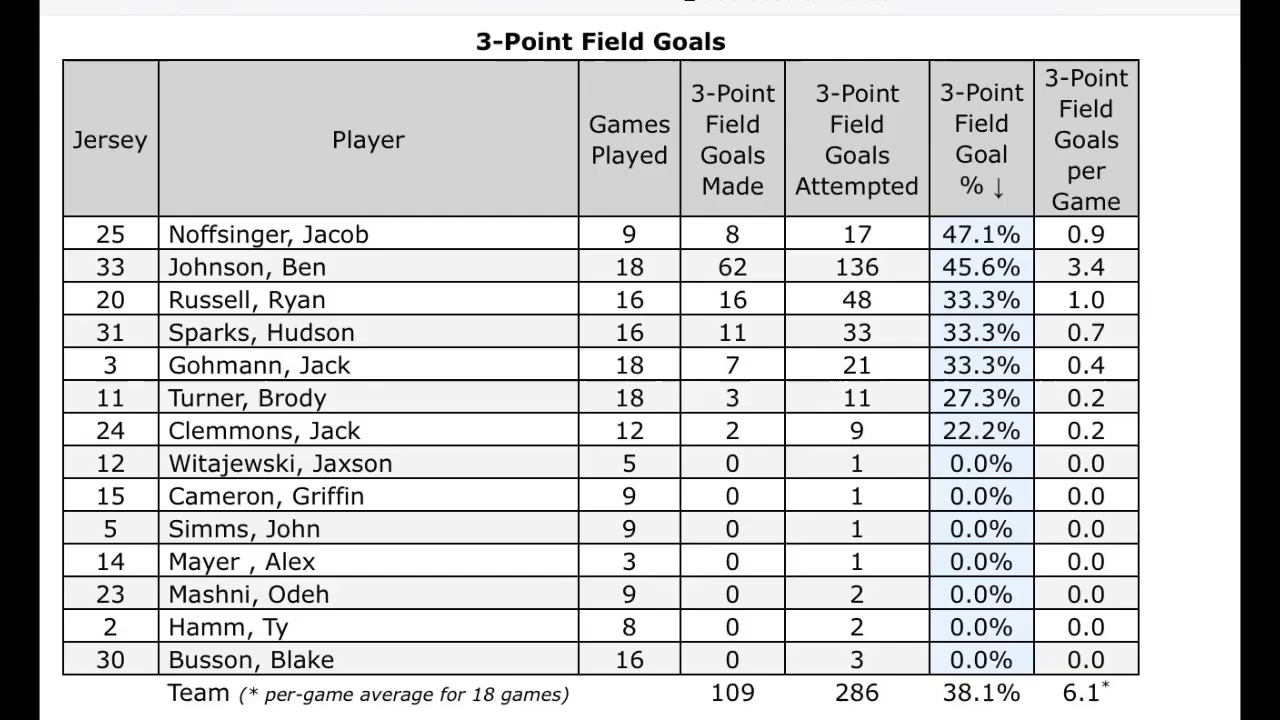 3-Point Field Goals
Jersey Player Games Played 3-Point Field Goals Made 3-Point Field Goals Attempted 3-Point Field Goal % ↓ 3-Point Field Goals per Game
25 Noffsinger, Jacob 9 8 17 47.1% 0.9
33 Johnson, Ben 18 62 136 45.6% 3.4
20 Russell, Ryan 16 16 48 33.3% 1.0
31 Sparks, Hudson 16 11 33 33.3% 0.7
3 Gohmann, Jack 18 7 21 33.3% 0.4
11 Turner, Brody 18 3 11 27.3% 0.2
24 Clemmons, Jack 12 2 9 22.2% 0.2
12 Witajewski, Jaxson 5 0 1 0.0% 0.0
15 Cameron, Griffin 9 0 1 0.0% 0.0
5 Simms, John 9 0 1 0.0% 0.0
14 Mayer , Alex 3 0 1 0.0% 0.0
23 Mashni, Odeh 9 0 2 0.0% 0.0
2 Hamm, Ty 8 0 2 0.0% 0.0
30 Busson, Blake 16 0 3 0.0% 0.0
Team (* per-game average for 18 games) 109 286 38.1% 6.1*